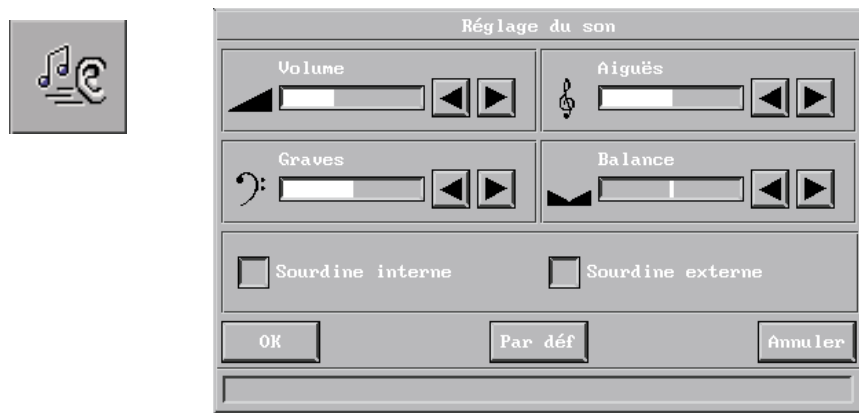 Réglage du son
Volume
Aiguës
Graves
Balance
Sourdine interne
Sourdine externe
OK
Par déf
Annuler